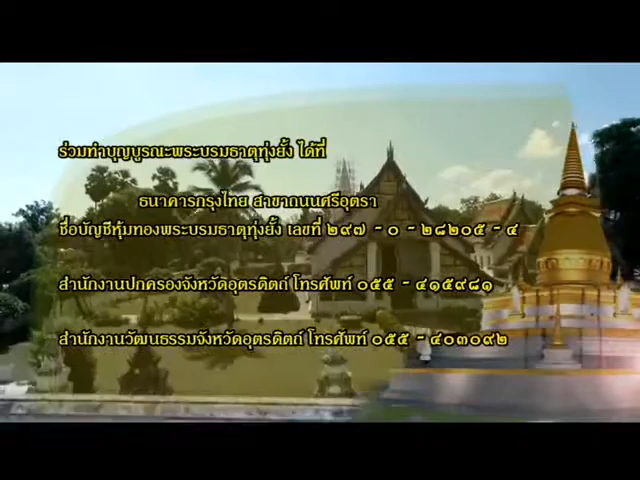 ร่วมทำบุญบูรณะพระบรมธาตุทุ่งยั้ง ได้ที่
ธนาคารกรุงไทย สาขาถนนศรีอุตรา
ชื่อบัญชีหุ้มทองพระบรมธาตุทุ่งยั้ง เลขที่ ๒๙๗ - ๐ - ๒๘๒๐๕ - ๔
สำนักงานปกครองจังหวัดอุตรดิตถ์ โทรศัพท์ ๐๕๕ - ๔๑๕๙๘๑
สำนักงานวัฒนธรรมจังหวัดอุตรดิตถ์ โทรศัพท์ ๐๕๕ - ๔๐๓๐๙๒